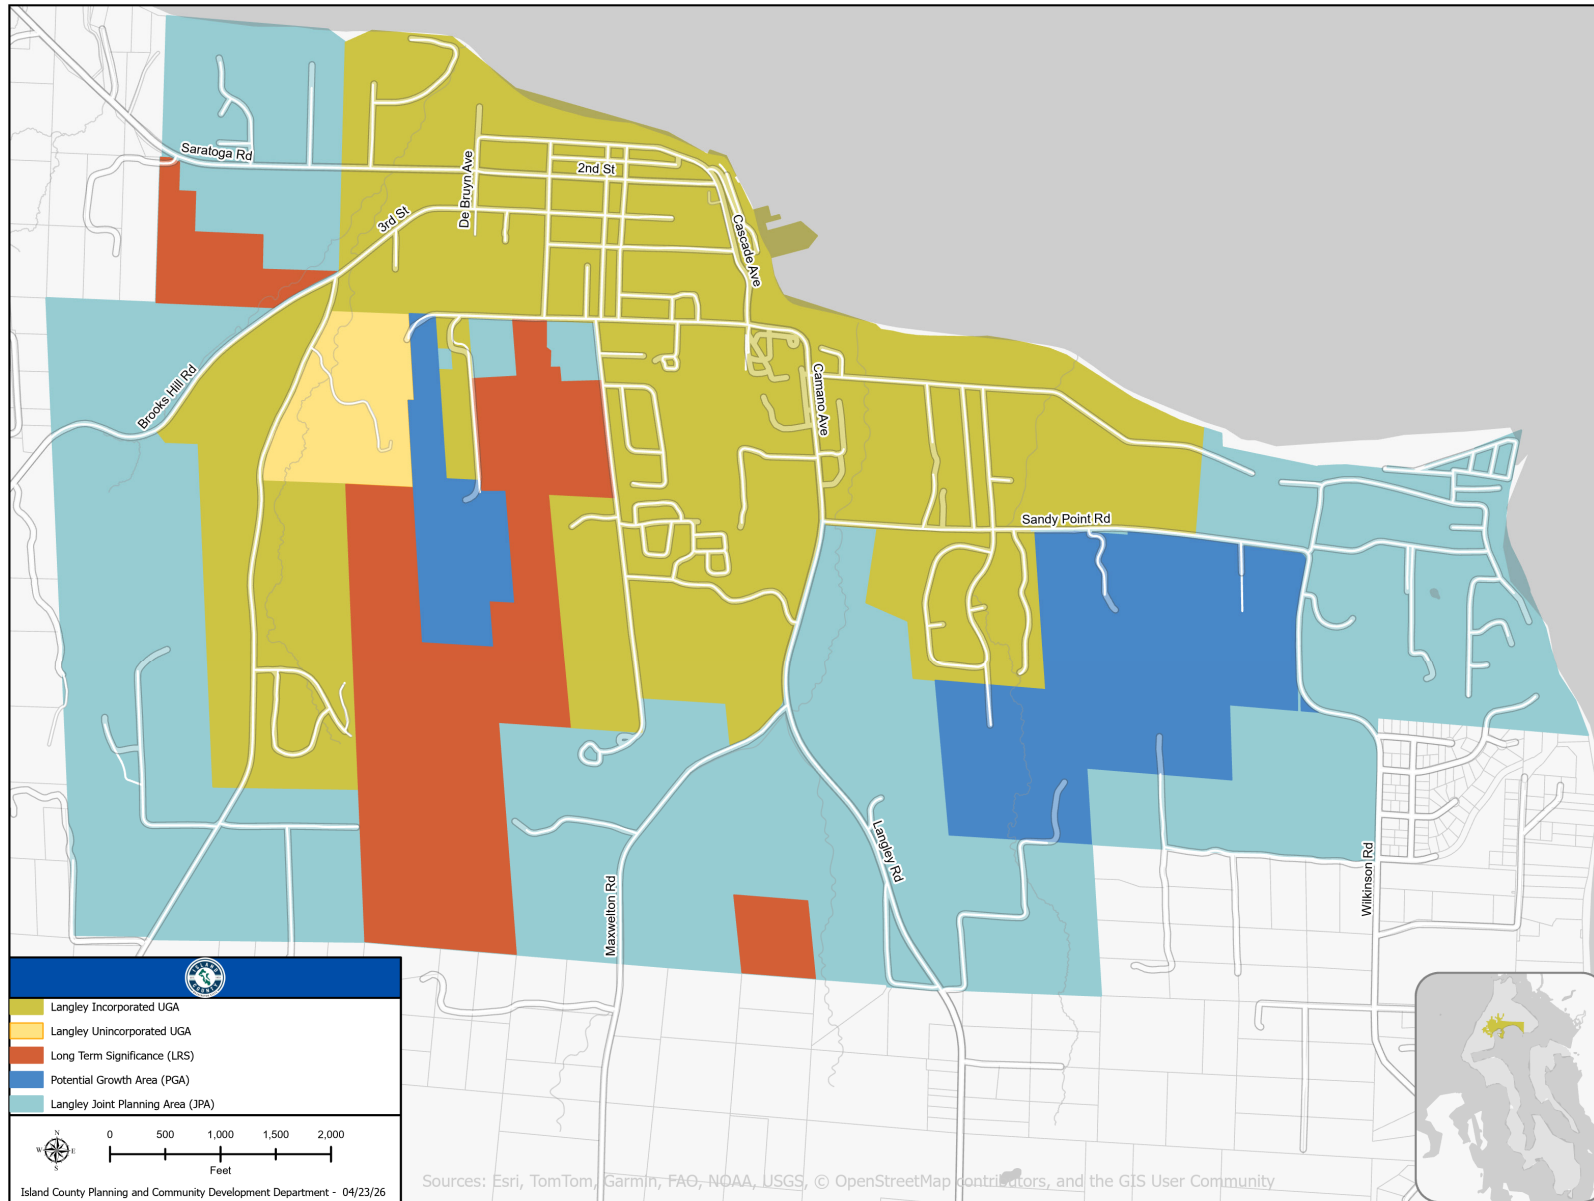 Saratoga Rd
De Bruyn Ave
2nd St
3rd St
Cascade Ave
Brooks Hill Rd
Camano Ave
Sandy Point Rd
Langley Rd
Maxwelton Rd
Wilkinson Rd
ISLAND COUNTY
Langley Incorporated UGA
Langley Unincorporated UGA
Long Term Significance (LRS)
Potential Growth Area (PGA)
Langley Joint Planning Area (JPA)
N
W E
S
0 500 1,000 1,500 2,000
Feet
Island County Planning and Community Development Department - 04/23/26
Sources: Esri, TomTom, Garmin, FAO, NOAA, USGS, © OpenStreetMap contributors, and the GIS User Community